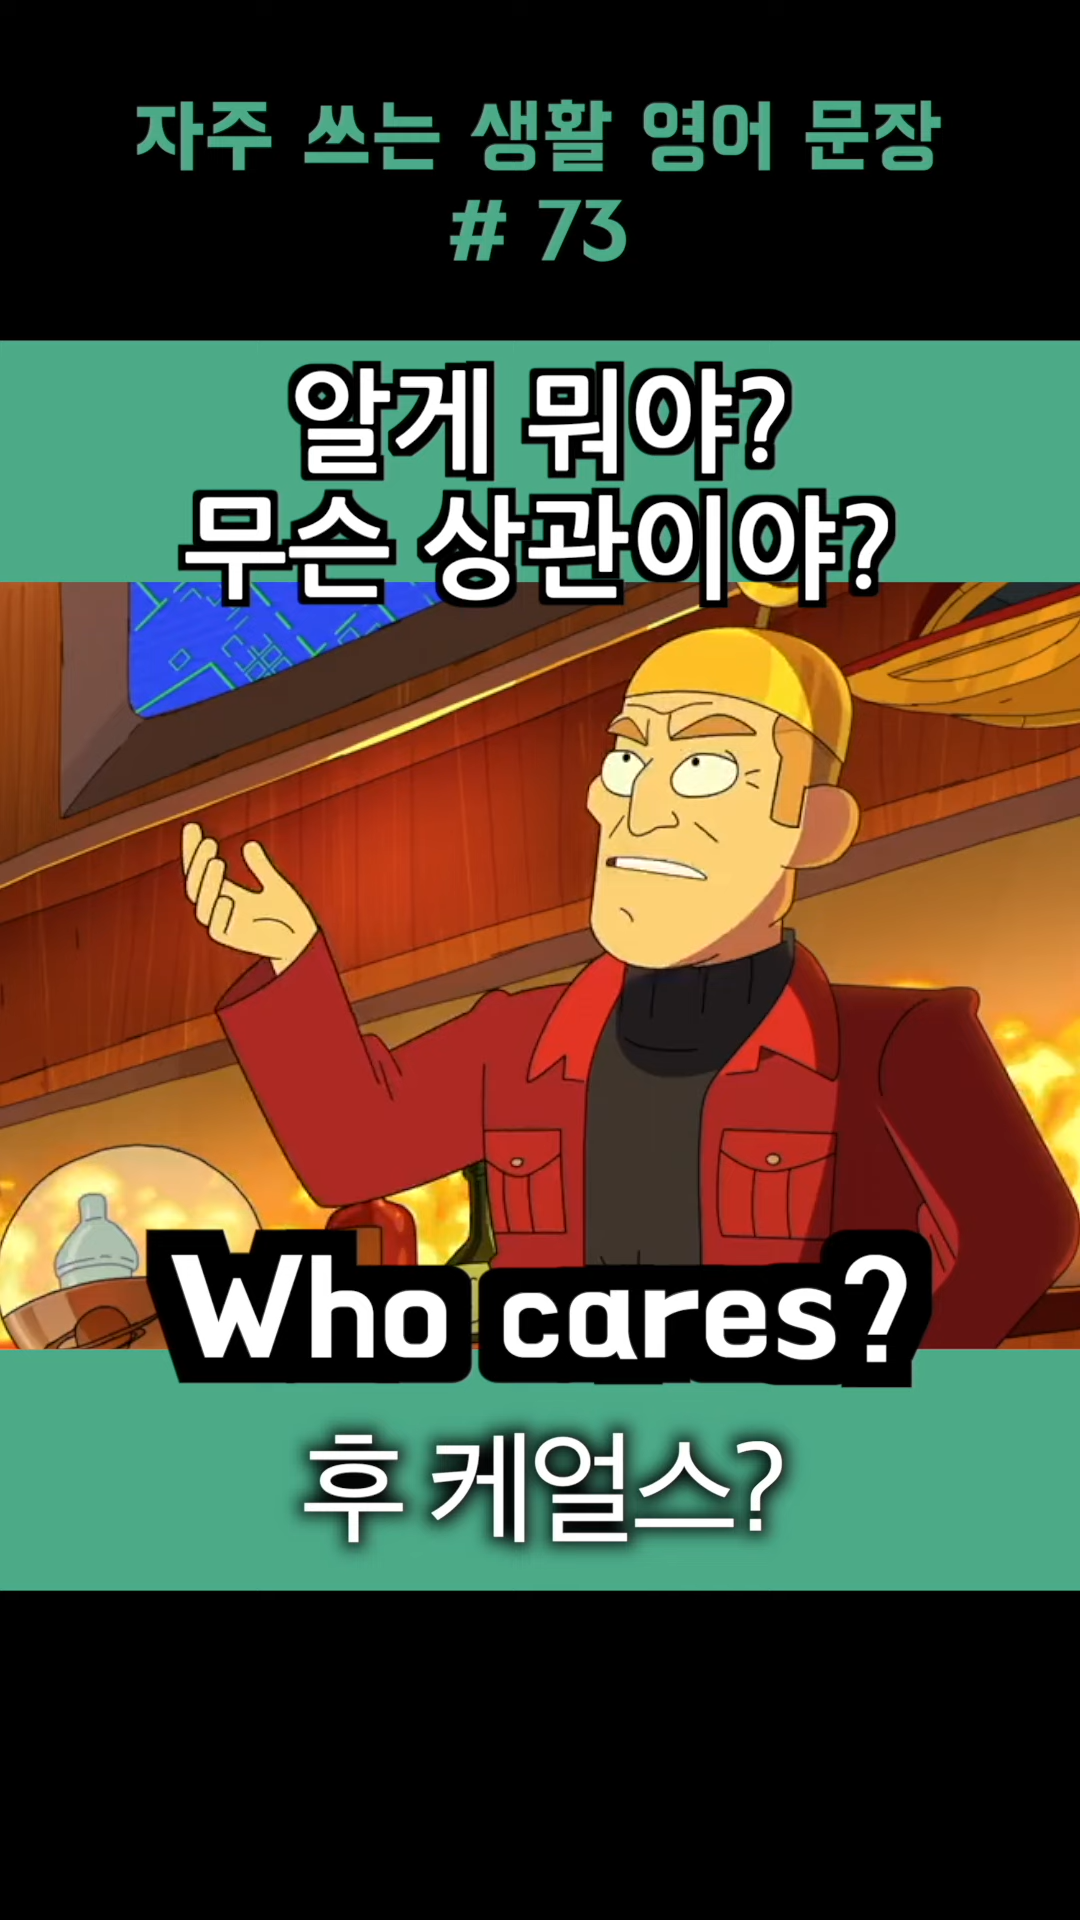 자주 쓰는 생활 영어 문장
# 73
알게 뭐야?
무슨 상관이야?
Who cares?
후 케얼스?